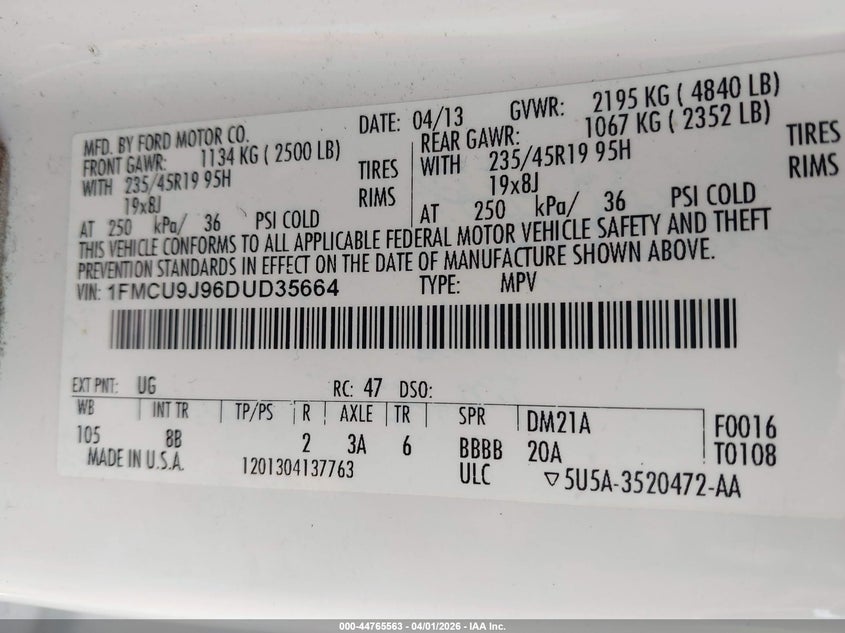 MFD. BY FORD MOTOR CO.
DATE: 04/13 GVWR: 2195 KG ( 4840 LB)
FRONT GAWR: 1134 KG ( 2500 LB)
REAR GAWR: 1067 KG ( 2352 LB)
WITH 235/45R19 95H TIRES
WITH 235/45R19 95H TIRES
19x8J RIMS
19x8J RIMS
AT 250 kPa/ 36 PSI COLD
AT 250 kPa/ 36 PSI COLD
THIS VEHICLE CONFORMS TO ALL APPLICABLE FEDERAL MOTOR VEHICLE SAFETY AND THEFT
PREVENTION STANDARDS IN EFFECT ON THE DATE OF MANUFACTURE SHOWN ABOVE.
VIN: 1FMCU9J96DUD35664 TYPE: MPV
EXT PNT: UG RC: 47 DSO:
WB INT TR TP/PS R AXLE TR SPR DM21A F0016
105 8B 2 3A 6 BBBB 20A T0108
MADE IN U.S.A. 1201304137763 ULC ▽5U5A-3520472-AA
000-44765563 - 04/01/2026 - IAA Inc.